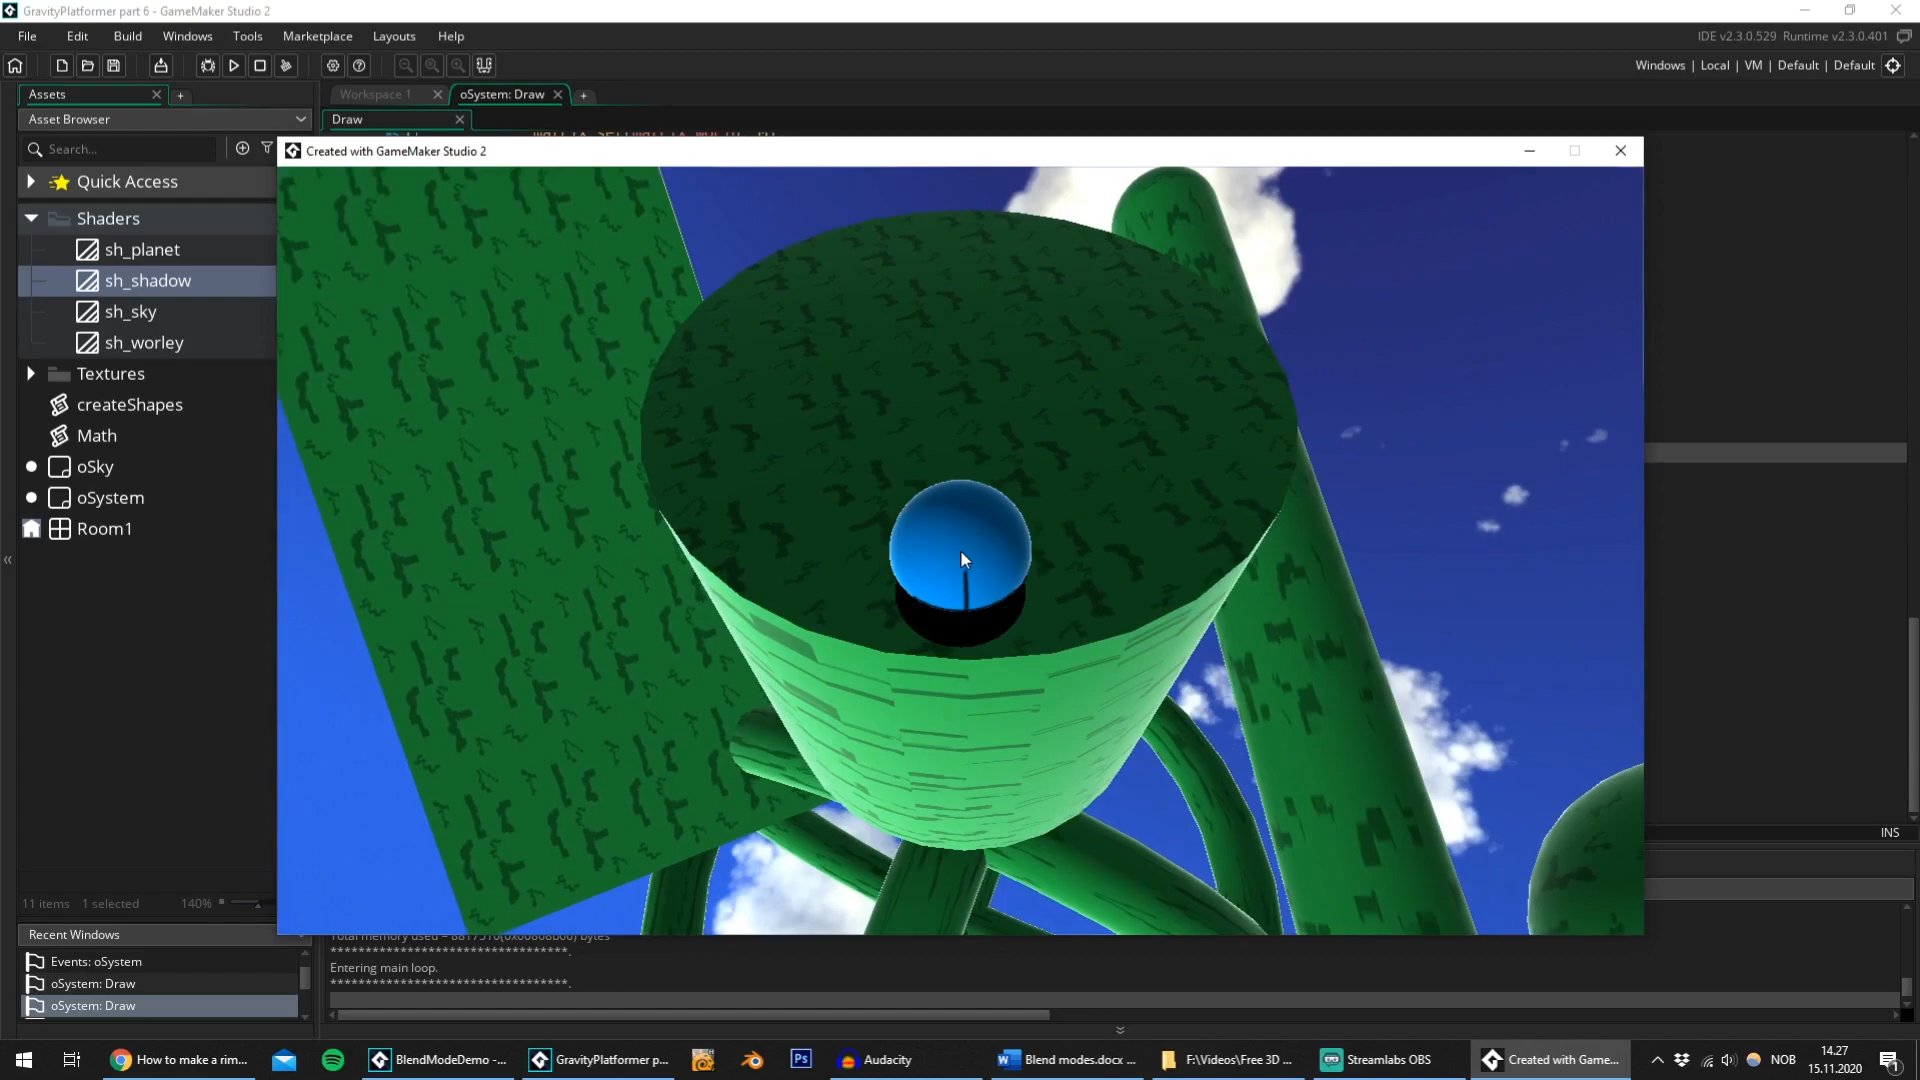 GravityPlatformer part 6 - GameMaker Studio 2
File Edit Build Windows Tools Marketplace Layouts Help
IDE v2.3.0.529 Runtime v2.3.0.401
Windows | Local | VM | Default | Default
Assets
Workspace 1
oSystem: Draw
Asset Browser
Draw
Search...
Created with GameMaker Studio 2
Quick Access
Shaders
sh_planet
sh_shadow
sh_sky
sh_worley
Textures
createShapes
Math
oSky
oSystem
Room1
INS
11 items 1 selected 140%
Recent Windows
Events: oSystem
oSystem: Draw
oSystem: Draw
Entering main loop.
How to make a rim...
BlendModeDemo -...
GravityPlatformer p...
Ps
Audacity
Blend modes.docx ...
F:\Videos\Free 3D ...
Streamlabs OBS
Created with Game...
NOB
14.27
15.11.2020
1